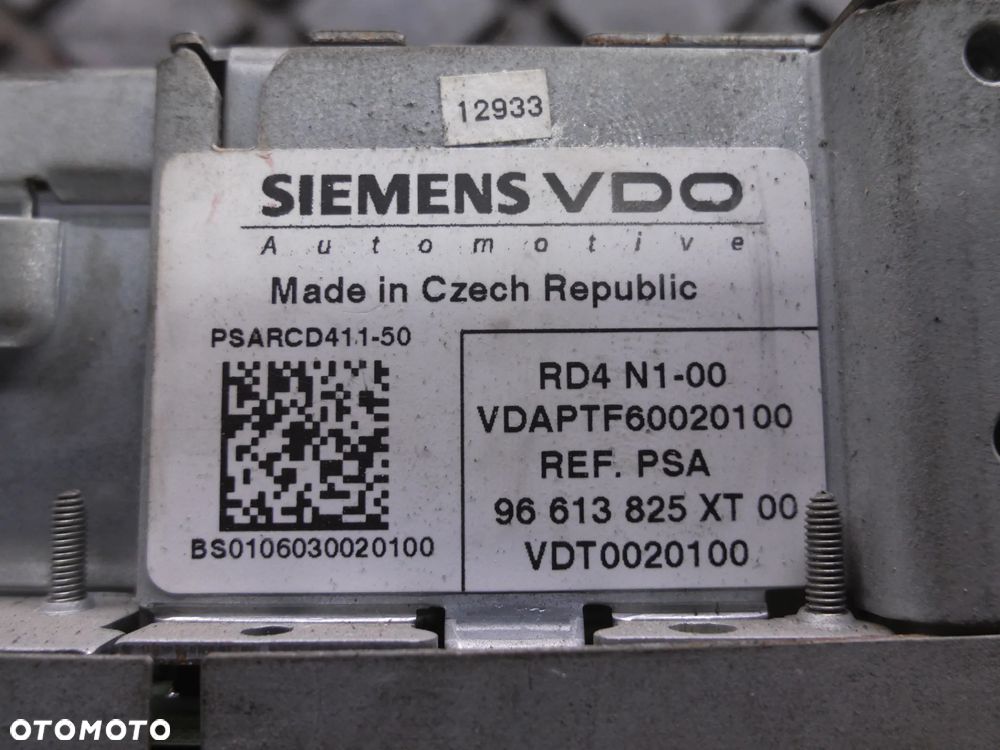 12933
SIEMENS VDO
Automotive
Made in Czech Republic
PSARCD411-50
BS0106030020100
RD4 N1-00
VDAPTF60020100
REF. PSA
96 613 825 XT 00
VDT0020100
OTOMOTO